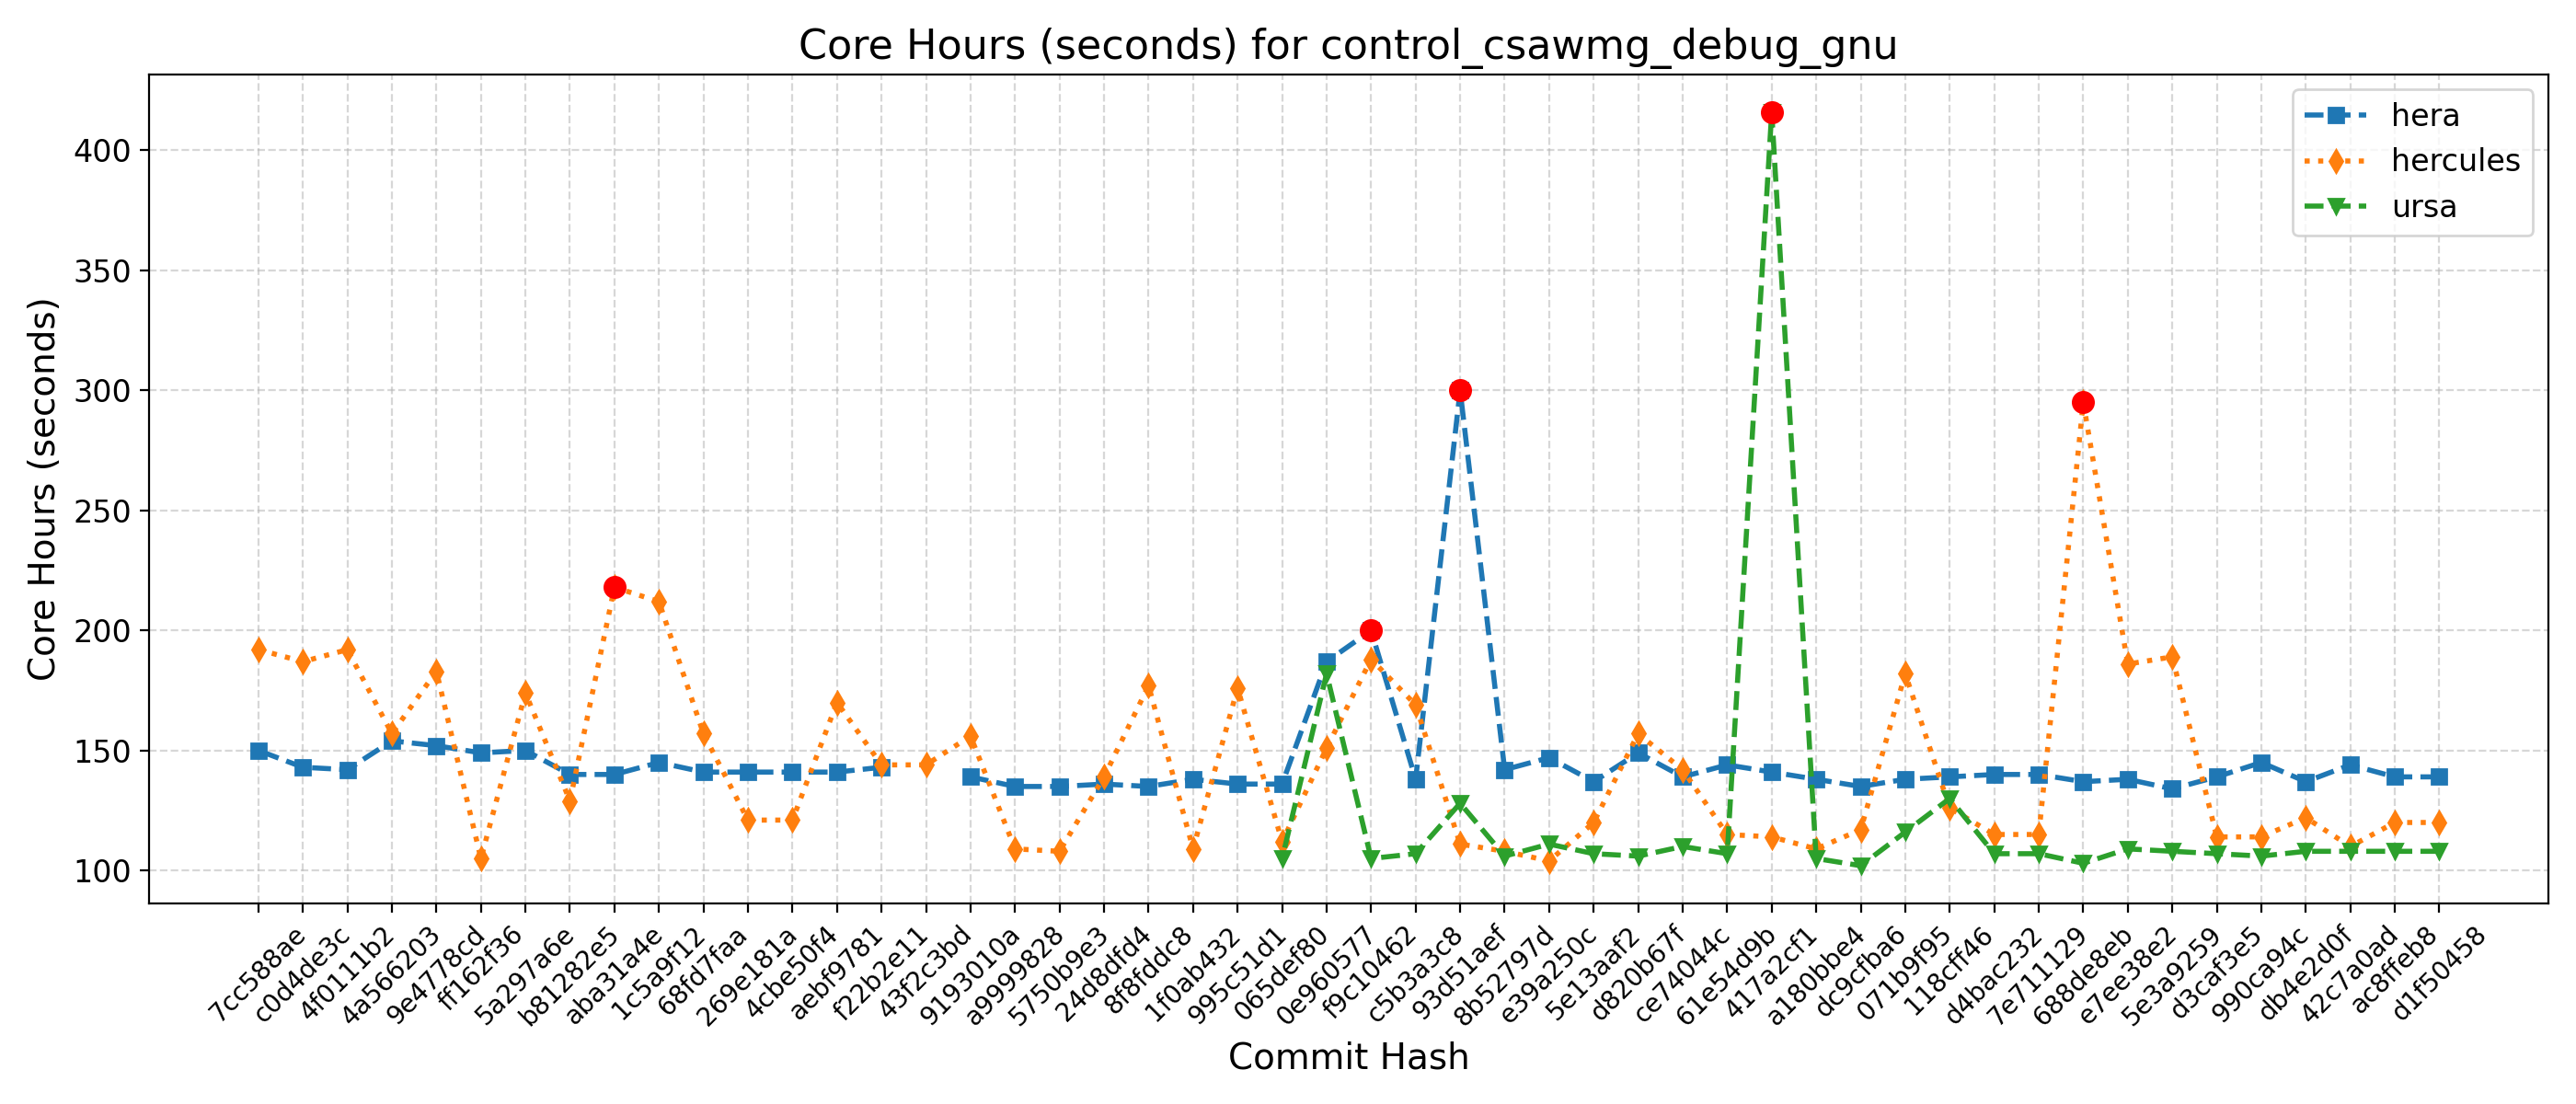 Core Hours (seconds) for control_csawmg_debug_gnu
hera
hercules
ursa
Core Hours (seconds)
400
350
300
250
200
150
100
7cc588ae
c0d4de3c
4f0111b2
4a566203
9e4778cd
ff162f36
5a297a6e
b81282e5
aba31a4e
1c5a9f12
68fd7faa
269e181a
4cbe50f4
aebf9781
f22b2e11
43f2c3bd
9193010a
a9999828
5750b9e3
24d8dfd4
8f8fddc8
1f0ab432
995c51d1
065def80
0e960577
f9c10462
c5b3a3c8
93d51aef
8b52797d
e39a250c
5e13aaf2
d820b67f
ce74044c
61e54d9b
417a2cf1
a180bbe4
dc9cfba6
071b9f95
118cff46
d4bac232
7e711129
688de8eb
e7ee38e2
5e3a9259
d3caf3e5
990ca94c
db4e2d0f
42c7a0ad
ac8ffeb8
d1f50458
Commit Hash